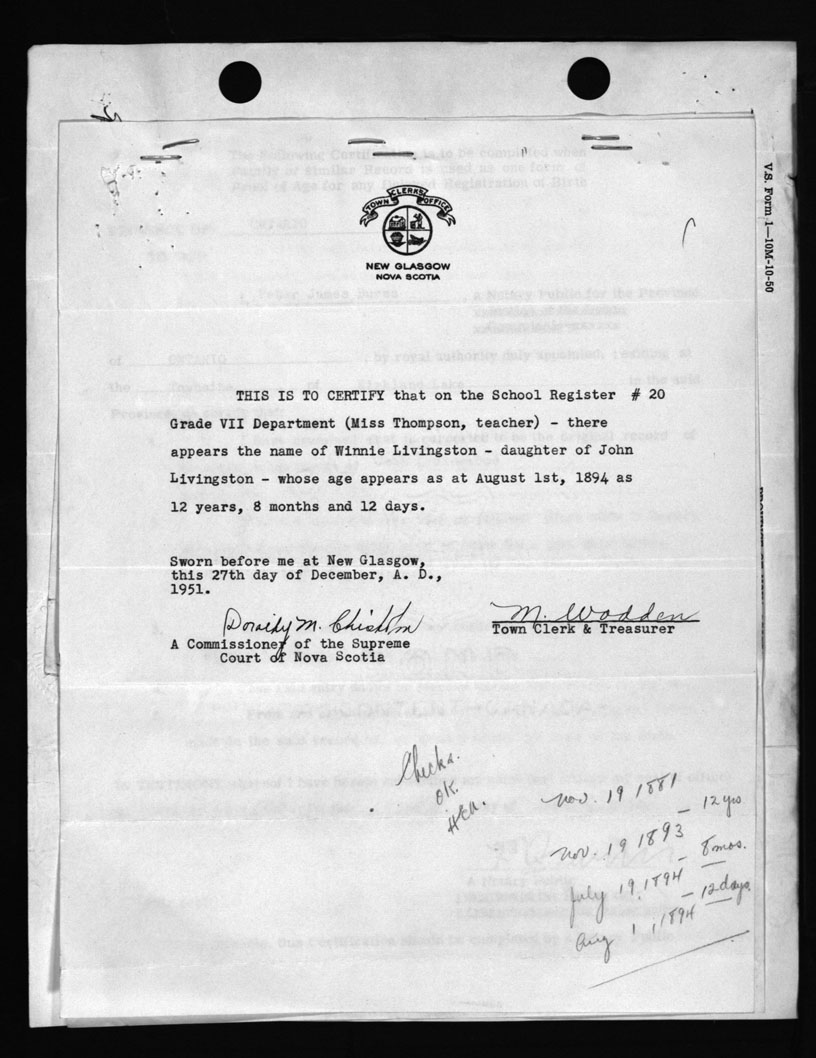 V.S. Form 1—10M-10-50
TOWN CLERKS OFFICE
NEW GLASGOW
NOVA SCOTIA
THIS IS TO CERTIFY that on the School Register # 20
Grade VII Department (Miss Thompson, teacher) - there
appears the name of Winnie Livingston - daughter of John
Livingston - whose age appears as at August 1st, 1894 as
12 years, 8 months and 12 days.
Sworn before me at New Glasgow,
this 27th day of December, A. D.,
1951.
Dorothy M. Chisholm
M. Wadden
A Commissioner of the Supreme
Court of Nova Scotia
Town Clerk & Treasurer
Checks.
OK.
Nov. 19 1881
— 12 yrs
Nov. 19 1893
— 8 mos.
July 19, 1894
— 12 days.
Aug 1, 1894